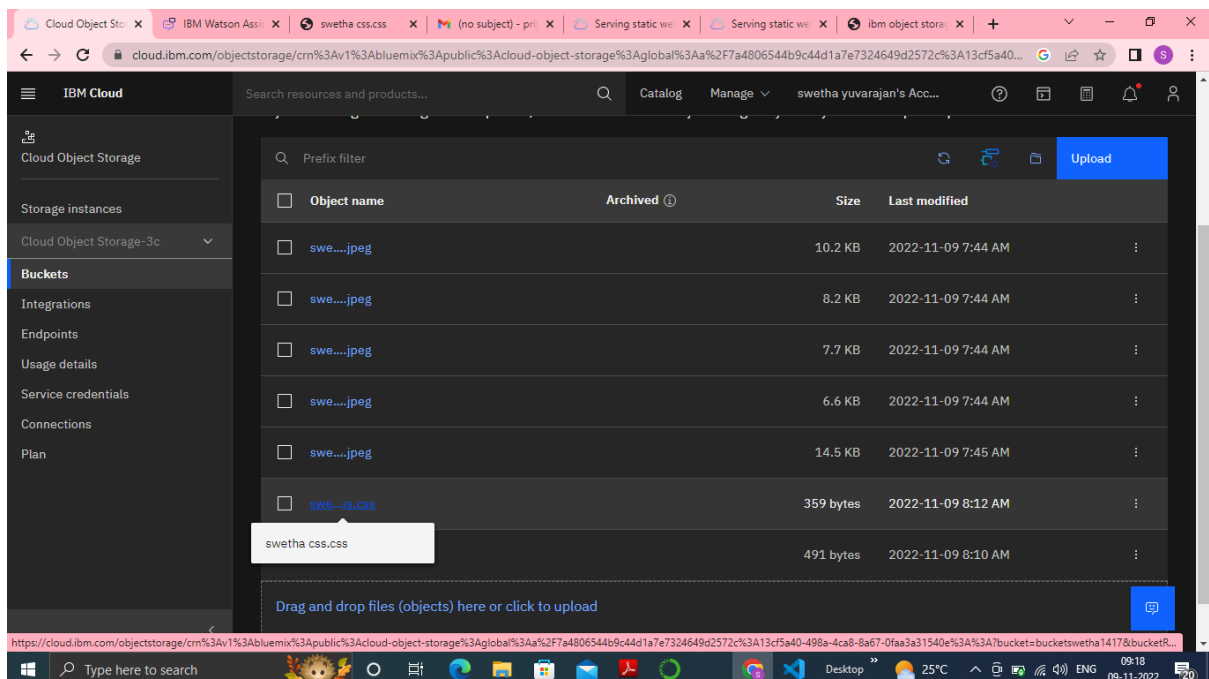 Cloud Object Sto
IBM Watson Assis
swetha css.css
(no subject) - pri
Serving static we
Serving static we
ibm object storag
cloud.ibm.com/objectstorage/crn%3Av1%3Abluemix%3Apublic%3Acloud-object-storage%3Aglobal%3Aa%2F7a4806544b9c44d1a7e7324649d2572c%3A13cf5a40...
IBM Cloud
Search resources and products...
Catalog
Manage
swetha yuvarajan's Acc...
Cloud Object Storage
Storage instances
Cloud Object Storage-3c
Buckets
Integrations
Endpoints
Usage details
Service credentials
Connections
Plan
Prefix filter
Upload
Object name Archived Size Last modified
swe....jpeg 10.2 KB 2022-11-09 7:44 AM
swe....jpeg 8.2 KB 2022-11-09 7:44 AM
swe....jpeg 7.7 KB 2022-11-09 7:44 AM
swe....jpeg 6.6 KB 2022-11-09 7:44 AM
swe....jpeg 14.5 KB 2022-11-09 7:45 AM
swe...s.css 359 bytes 2022-11-09 8:12 AM
swetha css.css
491 bytes 2022-11-09 8:10 AM
Drag and drop files (objects) here or click to upload
https://cloud.ibm.com/objectstorage/crn%3Av1%3Abluemix%3Apublic%3Acloud-object-storage%3Aglobal%3Aa%2F7a4806544b9c44d1a7e7324649d2572c%3A13cf5a40-498a-4ca8-8a67-0faa3a31540e%3A%3A?bucket=bucketswetha1417&bucketR...
Type here to search
Desktop
25°C
ENG
09:18
09-11-2022
20